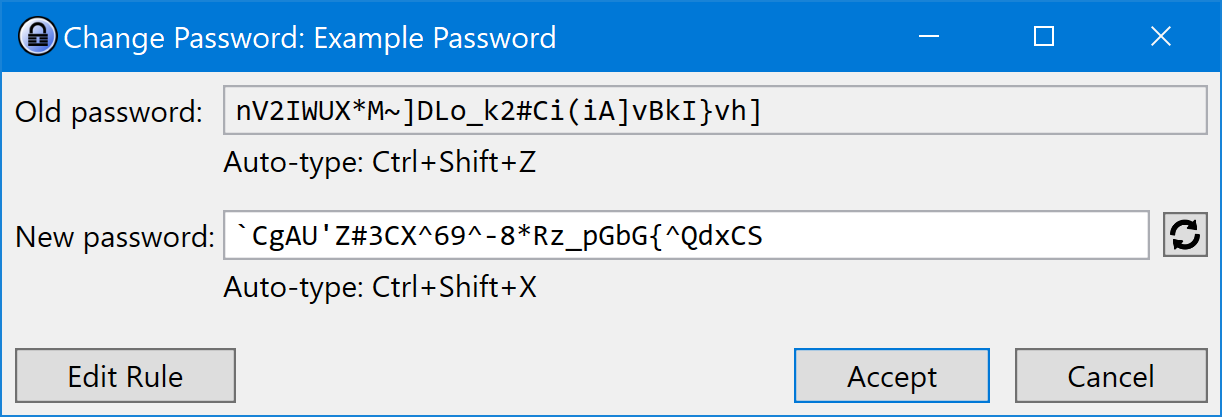 Change Password: Example Password
Old password: nV2IWUX*M~]DLo_k2#Ci(iA]vBkI}vh]
Auto-type: Ctrl+Shift+Z
New password: `CgAU'Z#3CX^69^-8*Rz_pGbG{^QdxCS
Auto-type: Ctrl+Shift+X
Edit Rule Accept Cancel